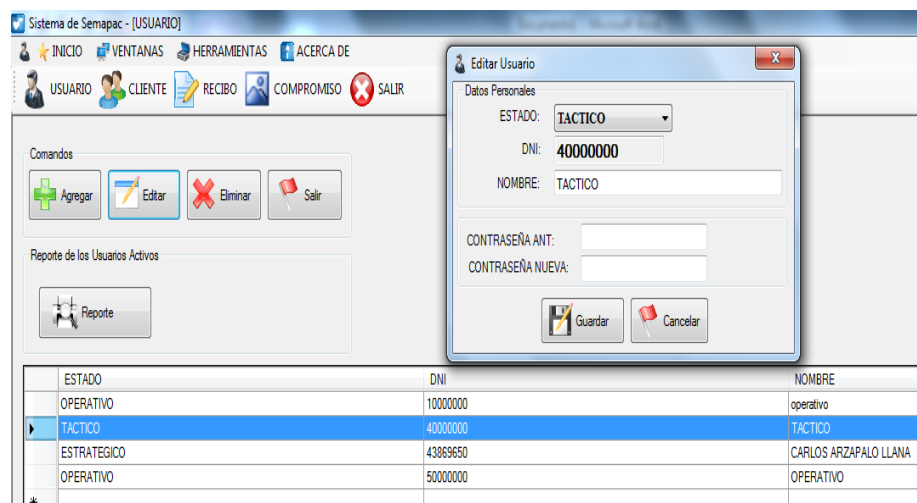 Sistema de Semapac - [USUARIO]
INICIO VENTANAS HERRAMIENTAS ACERCA DE
USUARIO CLIENTE RECIBO COMPROMISO SALIR
Comandos
Agregar Editar Eliminar Salir
Reporte de los Usuarios Activos
Reporte
Editar Usuario
Datos Personales
ESTADO: TACTICO
DNI: 40000000
NOMBRE: TACTICO
CONTRASEÑA ANT:
CONTRASEÑA NUEVA:
Guardar Cancelar
ESTADO DNI NOMBRE
OPERATIVO 10000000 operativo
TACTICO 40000000 TACTICO
ESTRATEGICO 43869650 CARLOS ARZAPALO LLANA
OPERATIVO 50000000 OPERATIVO